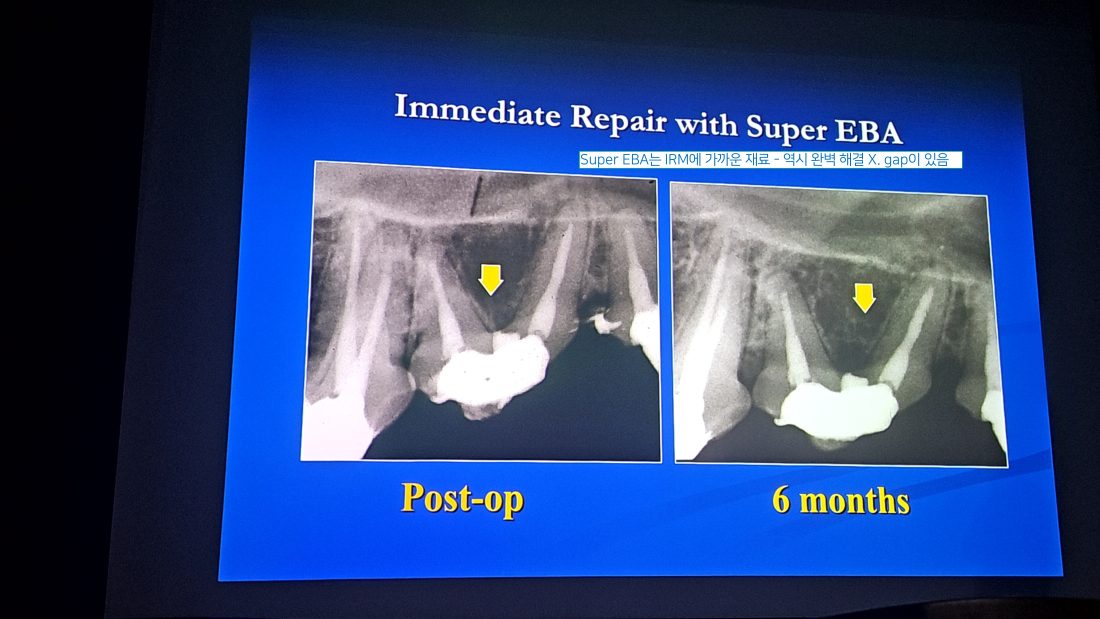 Immediate Repair with Super EBA
Super EBA는 IRM에 가까운 재료 - 역시 완벽 해결 X. gap이 있음
Post-op
6 months